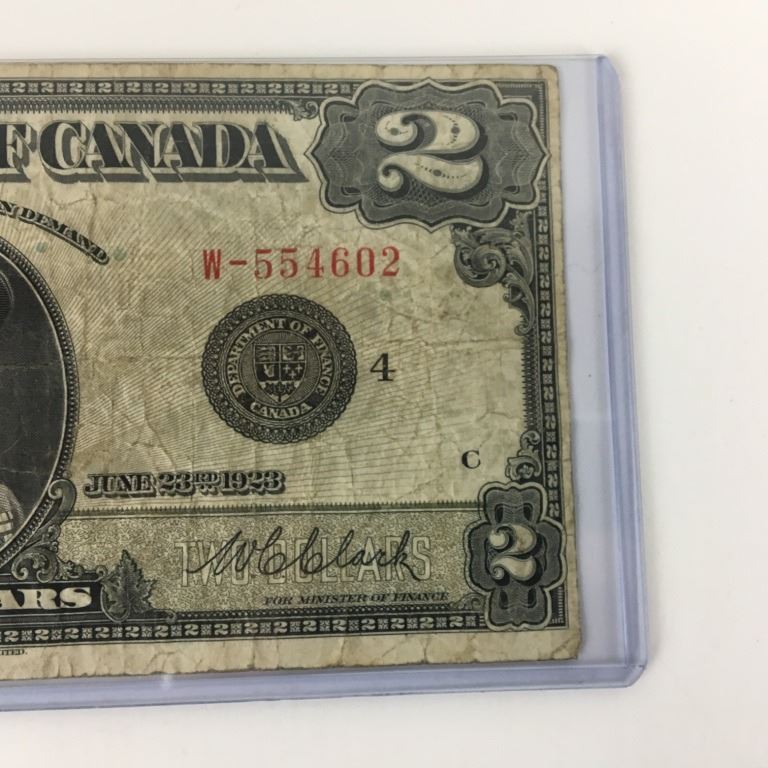 F CANADA
2
N DEMAND
W-554602
DEPARTMENT OF FINANCE
CANADA
4
C
JUNE 23RD 1923
TWO DOLLARS
W C Clark
2
FOR MINISTER OF FINANCE
ARS
ITED.